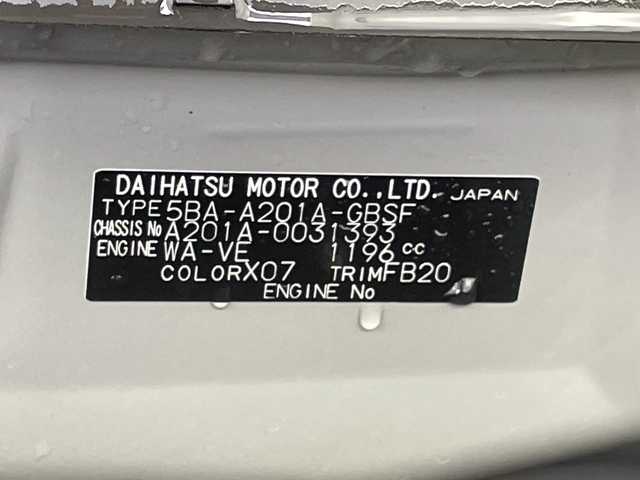 DAIHATSU MOTOR CO.,LTD. JAPAN
TYPE 5BA-A201A-GBSF
CHASSIS No A201A-0031393
ENGINE WA-VE 1196 cc
COLOR X07 TRIM FB20
ENGINE No